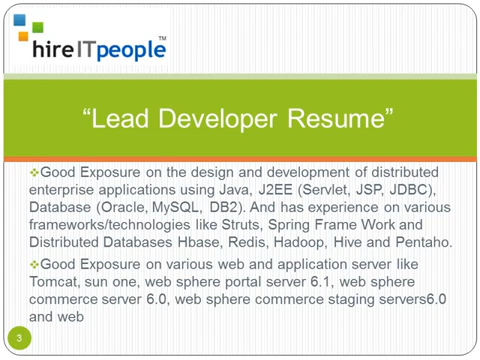 hireITpeople™
“Lead Developer Resume”
❖Good Exposure on the design and development of distributed
enterprise applications using Java, J2EE (Servlet, JSP, JDBC),
Database (Oracle, MySQL, DB2). And has experience on various
frameworks/technologies like Struts, Spring Frame Work and
Distributed Databases Hbase, Redis, Hadoop, Hive and Pentaho.
❖Good Exposure on various web and application server like
Tomcat, sun one, web sphere portal server 6.1, web sphere
commerce server 6.0, web sphere commerce staging servers6.0
and web
3